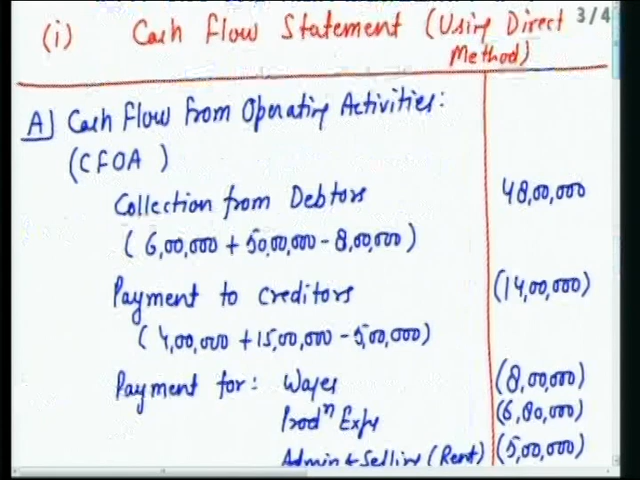 3/4
(i) Cash Flow Statement (Using Direct
Method)
A] Cash Flow from Operating Activities:
(CFOA)
Collection from Debtors 48,00,000
(6,00,000 + 50,00,000 - 8,00,000)
Payment to Creditors (14,00,000)
(4,00,000 + 15,00,000 - 5,00,000)
Payment for: Wages (8,00,000)
Prodⁿ Exps (6,80,000)
Admin & Selling (Rent) (5,00,000)